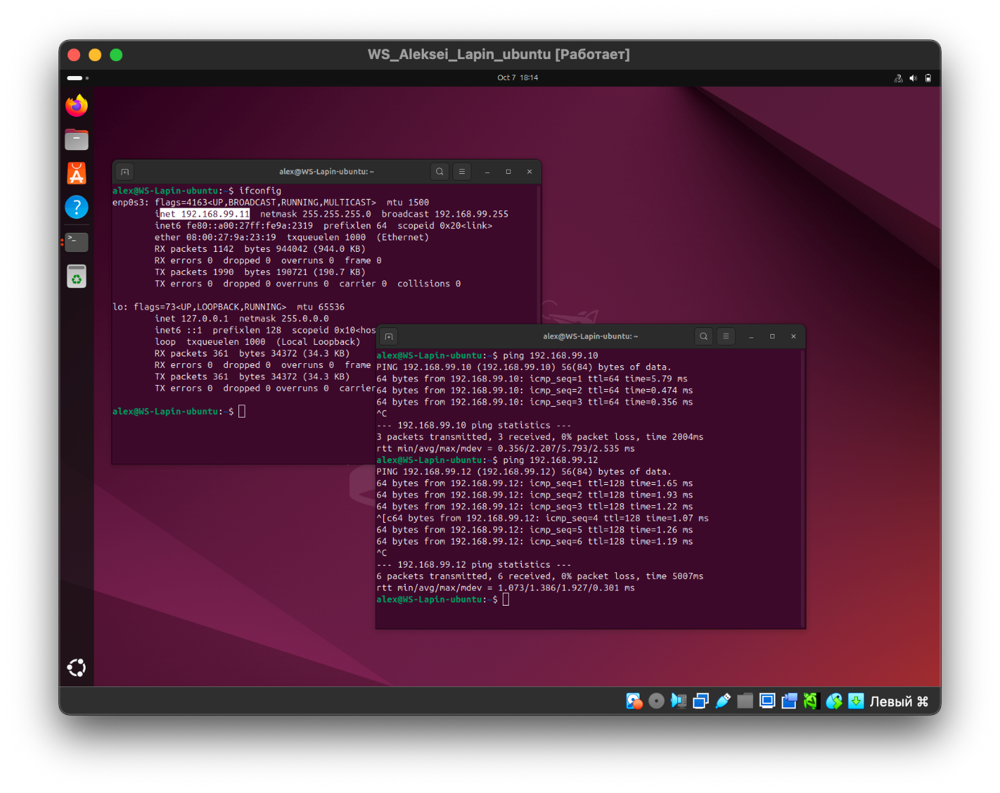 WS_Aleksei_Lapin_ubuntu [Работает]
Oct 7 18:14
alex@WS-Lapin-ubuntu: ~
alex@WS-Lapin-ubuntu:~$ ifconfig
enp0s3: flags=4163<UP,BROADCAST,RUNNING,MULTICAST>  mtu 1500
        inet 192.168.99.11  netmask 255.255.255.0  broadcast 192.168.99.255
        inet6 fe80::a00:27ff:fe9a:2319  prefixlen 64  scopeid 0x20<link>
        ether 08:00:27:9a:23:19  txqueuelen 1000  (Ethernet)
        RX packets 1142  bytes 944042 (944.0 KB)
        RX errors 0  dropped 0  overruns 0  frame 0
        TX packets 1990  bytes 190721 (190.7 KB)
        TX errors 0  dropped 0 overruns 0  carrier 0  collisions 0
lo: flags=73<UP,LOOPBACK,RUNNING>  mtu 65536
        inet 127.0.0.1  netmask 255.0.0.0
        inet6 ::1  prefixlen 128  scopeid 0x10<hos
        loop  txqueuelen 1000  (Local Loopback)
        RX packets 361  bytes 34372 (34.3 KB)
        RX errors 0  dropped 0  overruns 0  frame
        TX packets 361  bytes 34372 (34.3 KB)
        TX errors 0  dropped 0 overruns 0  carrier
alex@WS-Lapin-ubuntu:~$
alex@WS-Lapin-ubuntu: ~
alex@WS-Lapin-ubuntu:~$ ping 192.168.99.10
PING 192.168.99.10 (192.168.99.10) 56(84) bytes of data.
64 bytes from 192.168.99.10: icmp_seq=1 ttl=64 time=5.79 ms
64 bytes from 192.168.99.10: icmp_seq=2 ttl=64 time=0.474 ms
64 bytes from 192.168.99.10: icmp_seq=3 ttl=64 time=0.356 ms
^C
--- 192.168.99.10 ping statistics ---
3 packets transmitted, 3 received, 0% packet loss, time 2004ms
rtt min/avg/max/mdev = 0.356/2.207/5.793/2.535 ms
alex@WS-Lapin-ubuntu:~$ ping 192.168.99.12
PING 192.168.99.12 (192.168.99.12) 56(84) bytes of data.
64 bytes from 192.168.99.12: icmp_seq=1 ttl=128 time=1.65 ms
64 bytes from 192.168.99.12: icmp_seq=2 ttl=128 time=1.93 ms
64 bytes from 192.168.99.12: icmp_seq=3 ttl=128 time=1.22 ms
^[c64 bytes from 192.168.99.12: icmp_seq=4 ttl=128 time=1.07 ms
64 bytes from 192.168.99.12: icmp_seq=5 ttl=128 time=1.26 ms
64 bytes from 192.168.99.12: icmp_seq=6 ttl=128 time=1.19 ms
^C
--- 192.168.99.12 ping statistics ---
6 packets transmitted, 6 received, 0% packet loss, time 5007ms
rtt min/avg/max/mdev = 1.073/1.386/1.927/0.301 ms
alex@WS-Lapin-ubuntu:~$
Левый ⌘